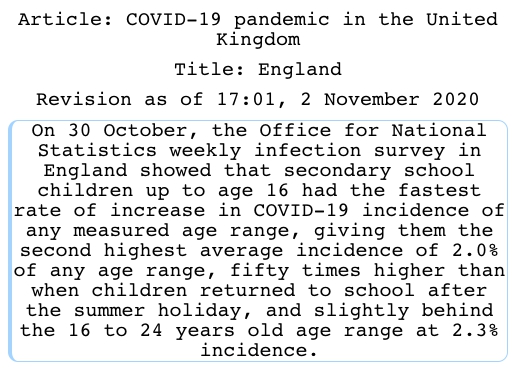 Article: COVID-19 pandemic in the United
Kingdom
Title: England
Revision as of 17:01, 2 November 2020
On 30 October, the Office for National
Statistics weekly infection survey in
England showed that secondary school
children up to age 16 had the fastest
rate of increase in COVID-19 incidence of
any measured age range, giving them the
second highest average incidence of 2.0%
of any age range, fifty times higher than
when children returned to school after
the summer holiday, and slightly behind
the 16 to 24 years old age range at 2.3%
incidence.